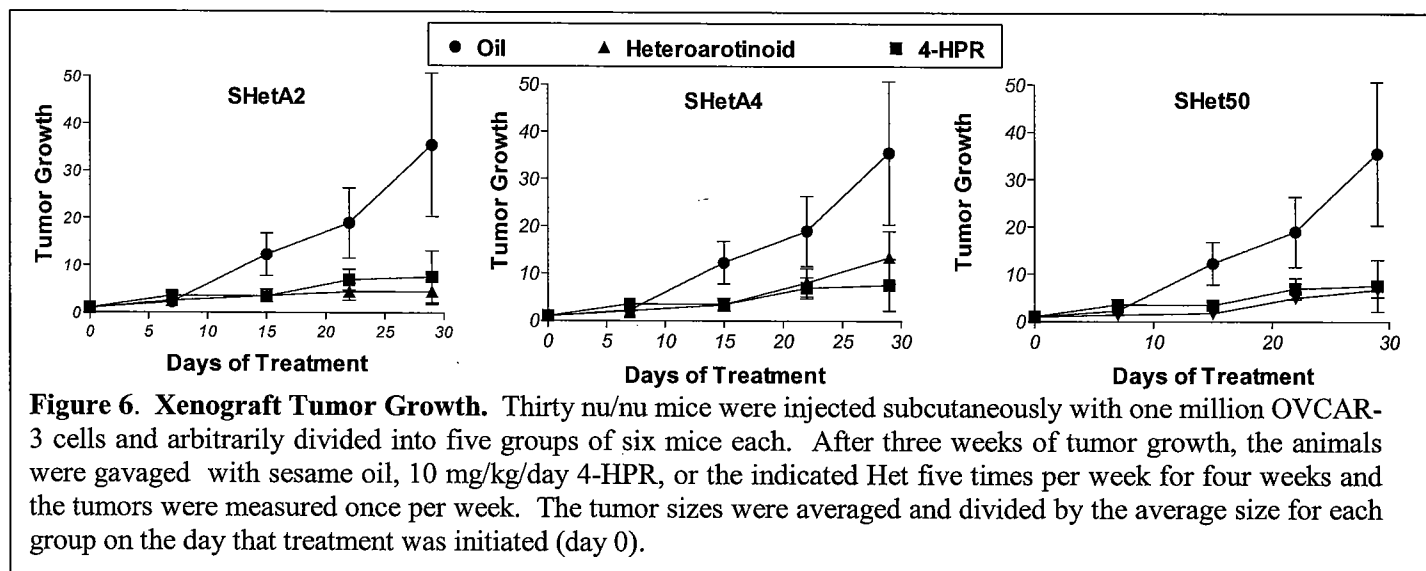 ● Oil ▲ Heteroarotinoid ■ 4-HPR
SHetA2
Tumor Growth
50
40
30
20
10
0
0 5 10 15 20 25 30
Days of Treatment
SHetA4
Tumor Growth
50
40
30
20
10
0
0 5 10 15 20 25 30
Days of Treatment
SHet50
Tumor Growth
50
40
30
20
10
0
0 10 20 30
Days of Treatment
Figure 6. Xenograft Tumor Growth. Thirty nu/nu mice were injected subcutaneously with one million OVCAR-
3 cells and arbitrarily divided into five groups of six mice each. After three weeks of tumor growth, the animals
were gavaged with sesame oil, 10 mg/kg/day 4-HPR, or the indicated Het five times per week for four weeks and
the tumors were measured once per week. The tumor sizes were averaged and divided by the average size for each
group on the day that treatment was initiated (day 0).